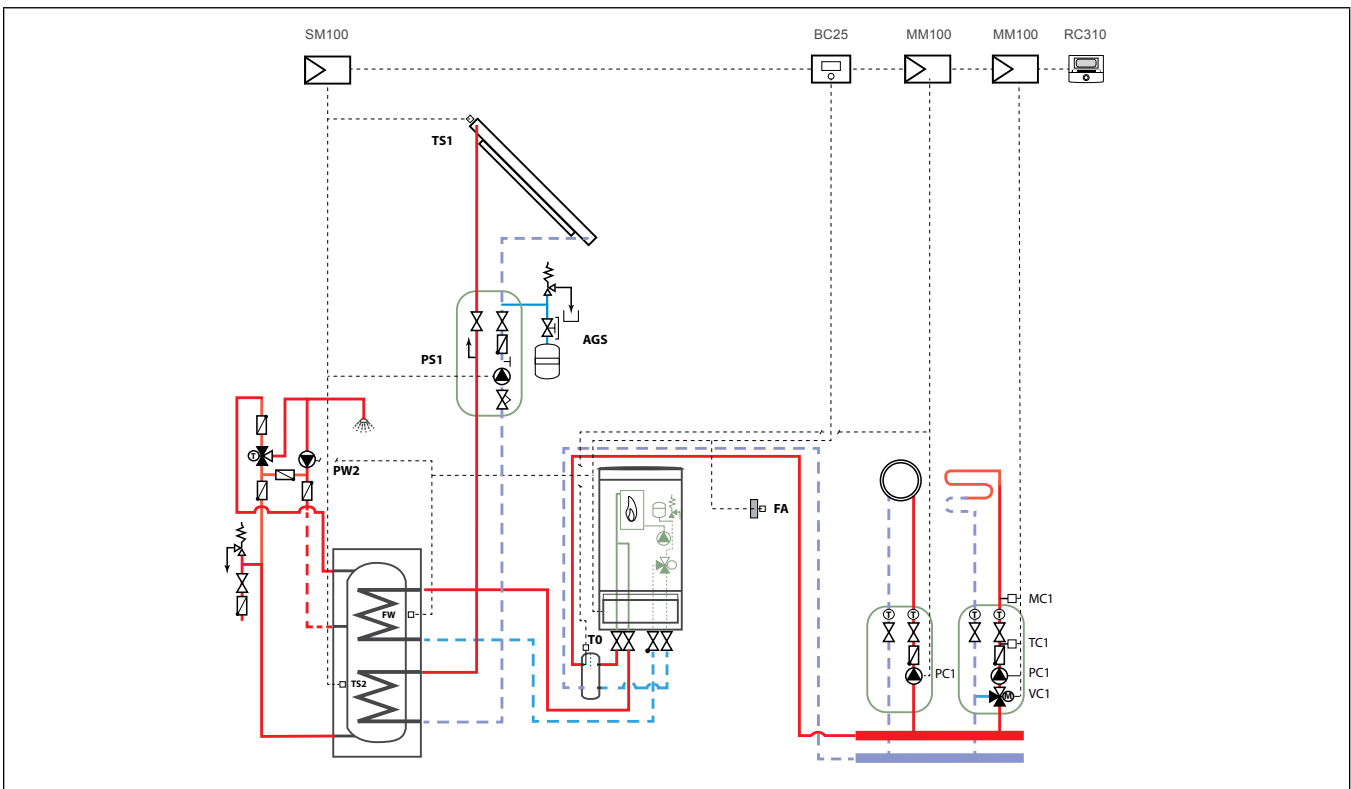 SM100
BC25
MM100
MM100
RC310
TS1
AGS
PS1
T
PW2
FA
FW
TS2
T0
T
T
T
T
MC1
TC1
PC1
PC1
M
VC1